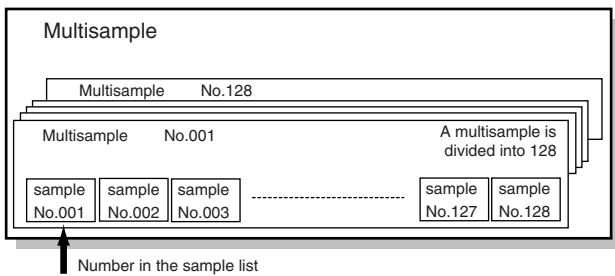 Multisample
Multisample No.128
Multisample No.001
A multisample is
divided into 128
sample sample sample sample sample
No.001 No.002 No.003 No.127 No.128
Number in the sample list